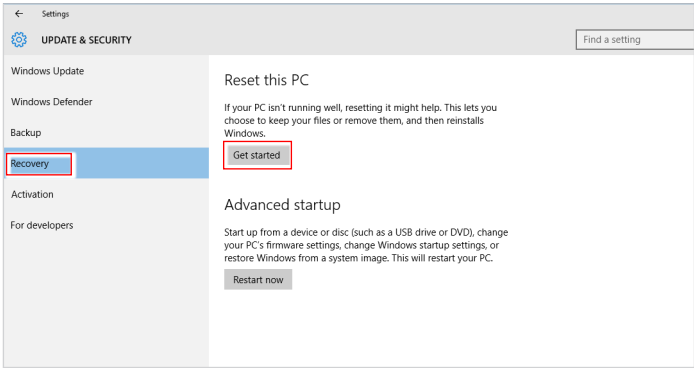 Settings
UPDATE & SECURITY
Find a setting
Windows Update
Windows Defender
Backup
Recovery
Activation
For developers
Reset this PC
If your PC isn't running well, resetting it might help. This lets you
choose to keep your files or remove them, and then reinstalls
Windows.
Get started
Advanced startup
Start up from a device or disc (such as a USB drive or DVD), change
your PC's firmware settings, change Windows startup settings, or
restore Windows from a system image. This will restart your PC.
Restart now